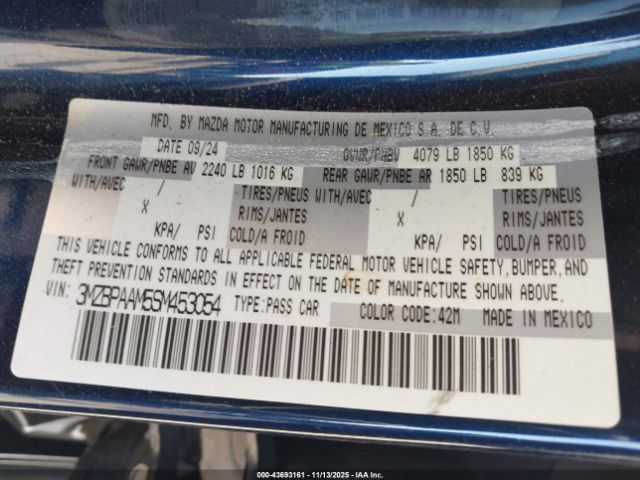 MFD. BY MAZDA MOTOR MANUFACTURING DE MEXICO S.A. DE C.V.
DATE 09/24 GVWR/PNBV 4079 LB 1850 KG
FRONT GAWR/PNBE AV 2240 LB 1016 KG REAR GAWR/PNBE AR 1850 LB 839 KG
WITH/AVEC / TIRES/PNEUS WITH/AVEC / TIRES/PNEUS
X RIMS/JANTES X RIMS/JANTES
KPA/ PSI COLD/A FROID KPA/ PSI COLD/A FROID
THIS VEHICLE CONFORMS TO ALL APPLICABLE FEDERAL MOTOR VEHICLE SAFETY, BUMPER, AND
THEFT PREVENTION STANDARDS IN EFFECT ON THE DATE OF MANUFACTURE SHOWN ABOVE.
VIN: 3MZBPAAM5SM453054 TYPE:PASS CAR COLOR CODE:42M MADE IN MEXICO
000-43693161 - 11/13/2025 - IAA Inc.